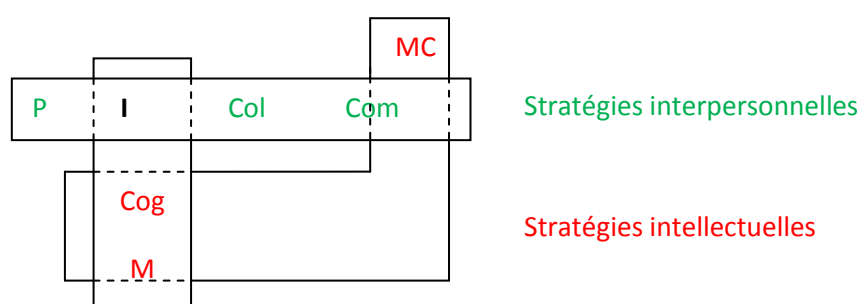 MC
P I Col Com Stratégies interpersonnelles
Cog
Stratégies intellectuelles
M